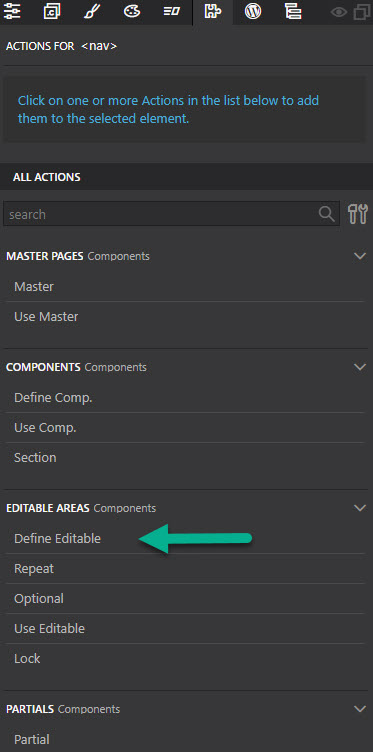 .C
ACTIONS FOR <nav>
Click on one or more Actions in the list below to add
them to the selected element.
ALL ACTIONS
search
MASTER PAGES Components
Master
Use Master
COMPONENTS Components
Define Comp.
Use Comp.
Section
EDITABLE AREAS Components
Define Editable
Repeat
Optional
Use Editable
Lock
PARTIALS Components
Partial